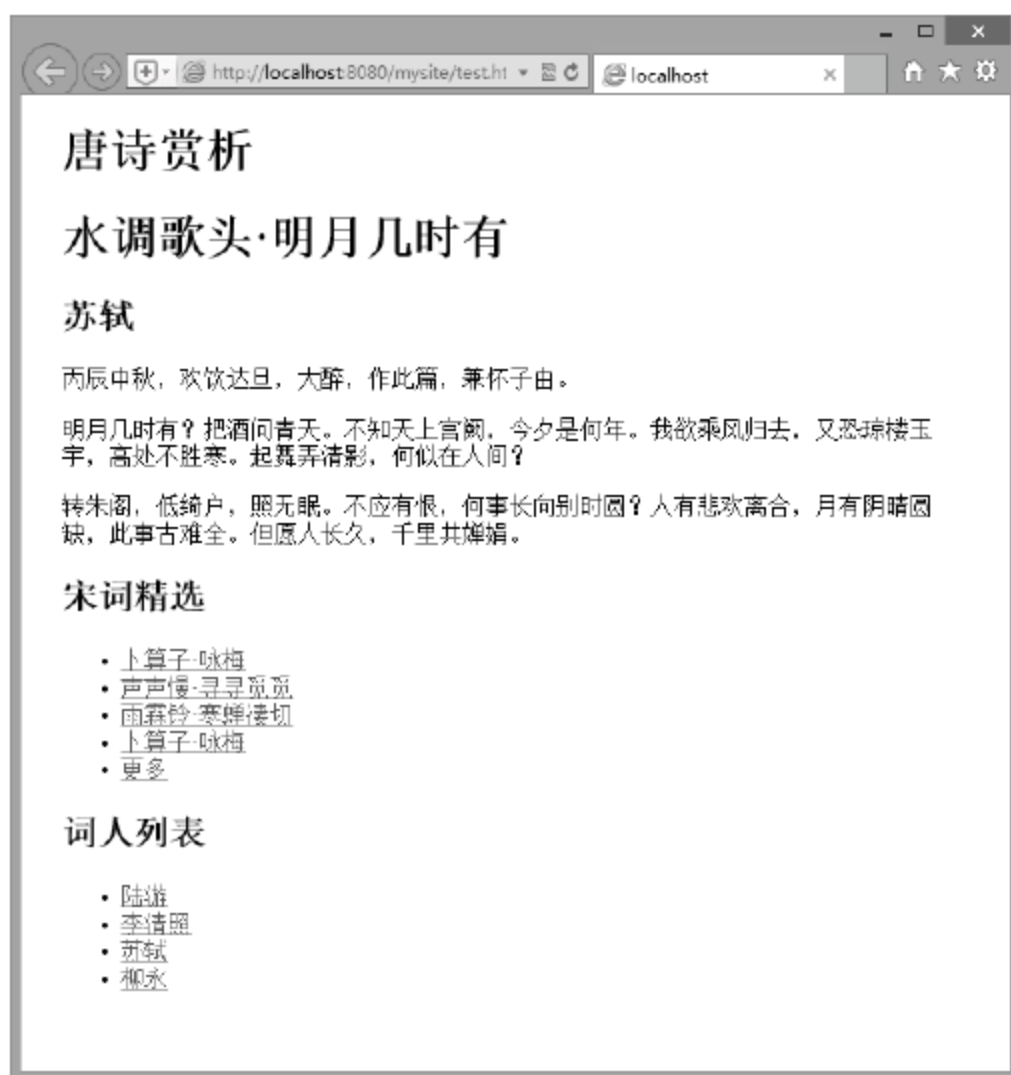 http://localhost:8080/mysite/test.ht
localhost
唐诗赏析
水调歌头·明月几时有
苏轼
丙辰中秋，欢饮达旦，大醉，作此篇，兼怀子由。
明月几时有？把酒问青天。不知天上宫阙，今夕是何年。我欲乘风归去，又恐琼楼玉
宇，高处不胜寒。起舞弄清影，何似在人间？
转朱阁，低绮户，照无眠。不应有恨，何事长向别时圆？人有悲欢离合，月有阴晴圆
缺，此事古难全。但愿人长久，千里共婵娟。
宋词精选
• 卜算子·咏梅
• 声声慢·寻寻觅觅
• 雨霖铃·寒蝉凄切
• 卜算子·咏梅
• 更多
词人列表
• 陆游
• 李清照
• 苏轼
• 柳永